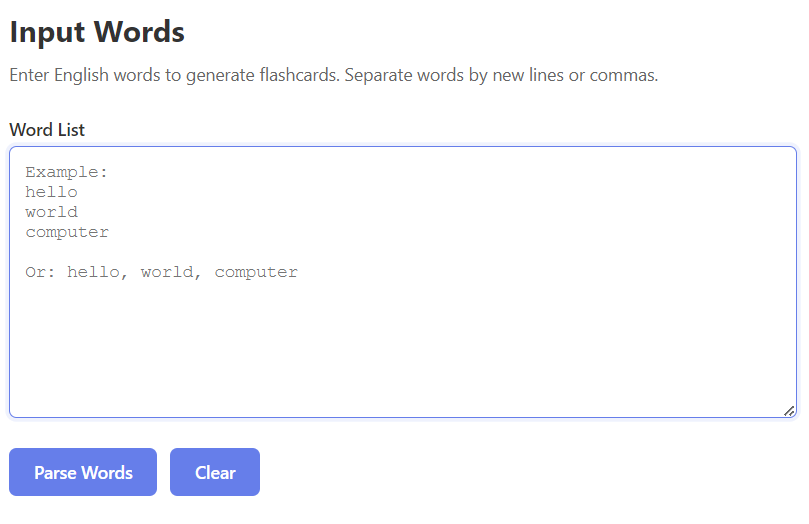 Input Words
Enter English words to generate flashcards. Separate words by new lines or commas.
Word List
Example:
hello
world
computer
Or: hello, world, computer
Parse Words
Clear